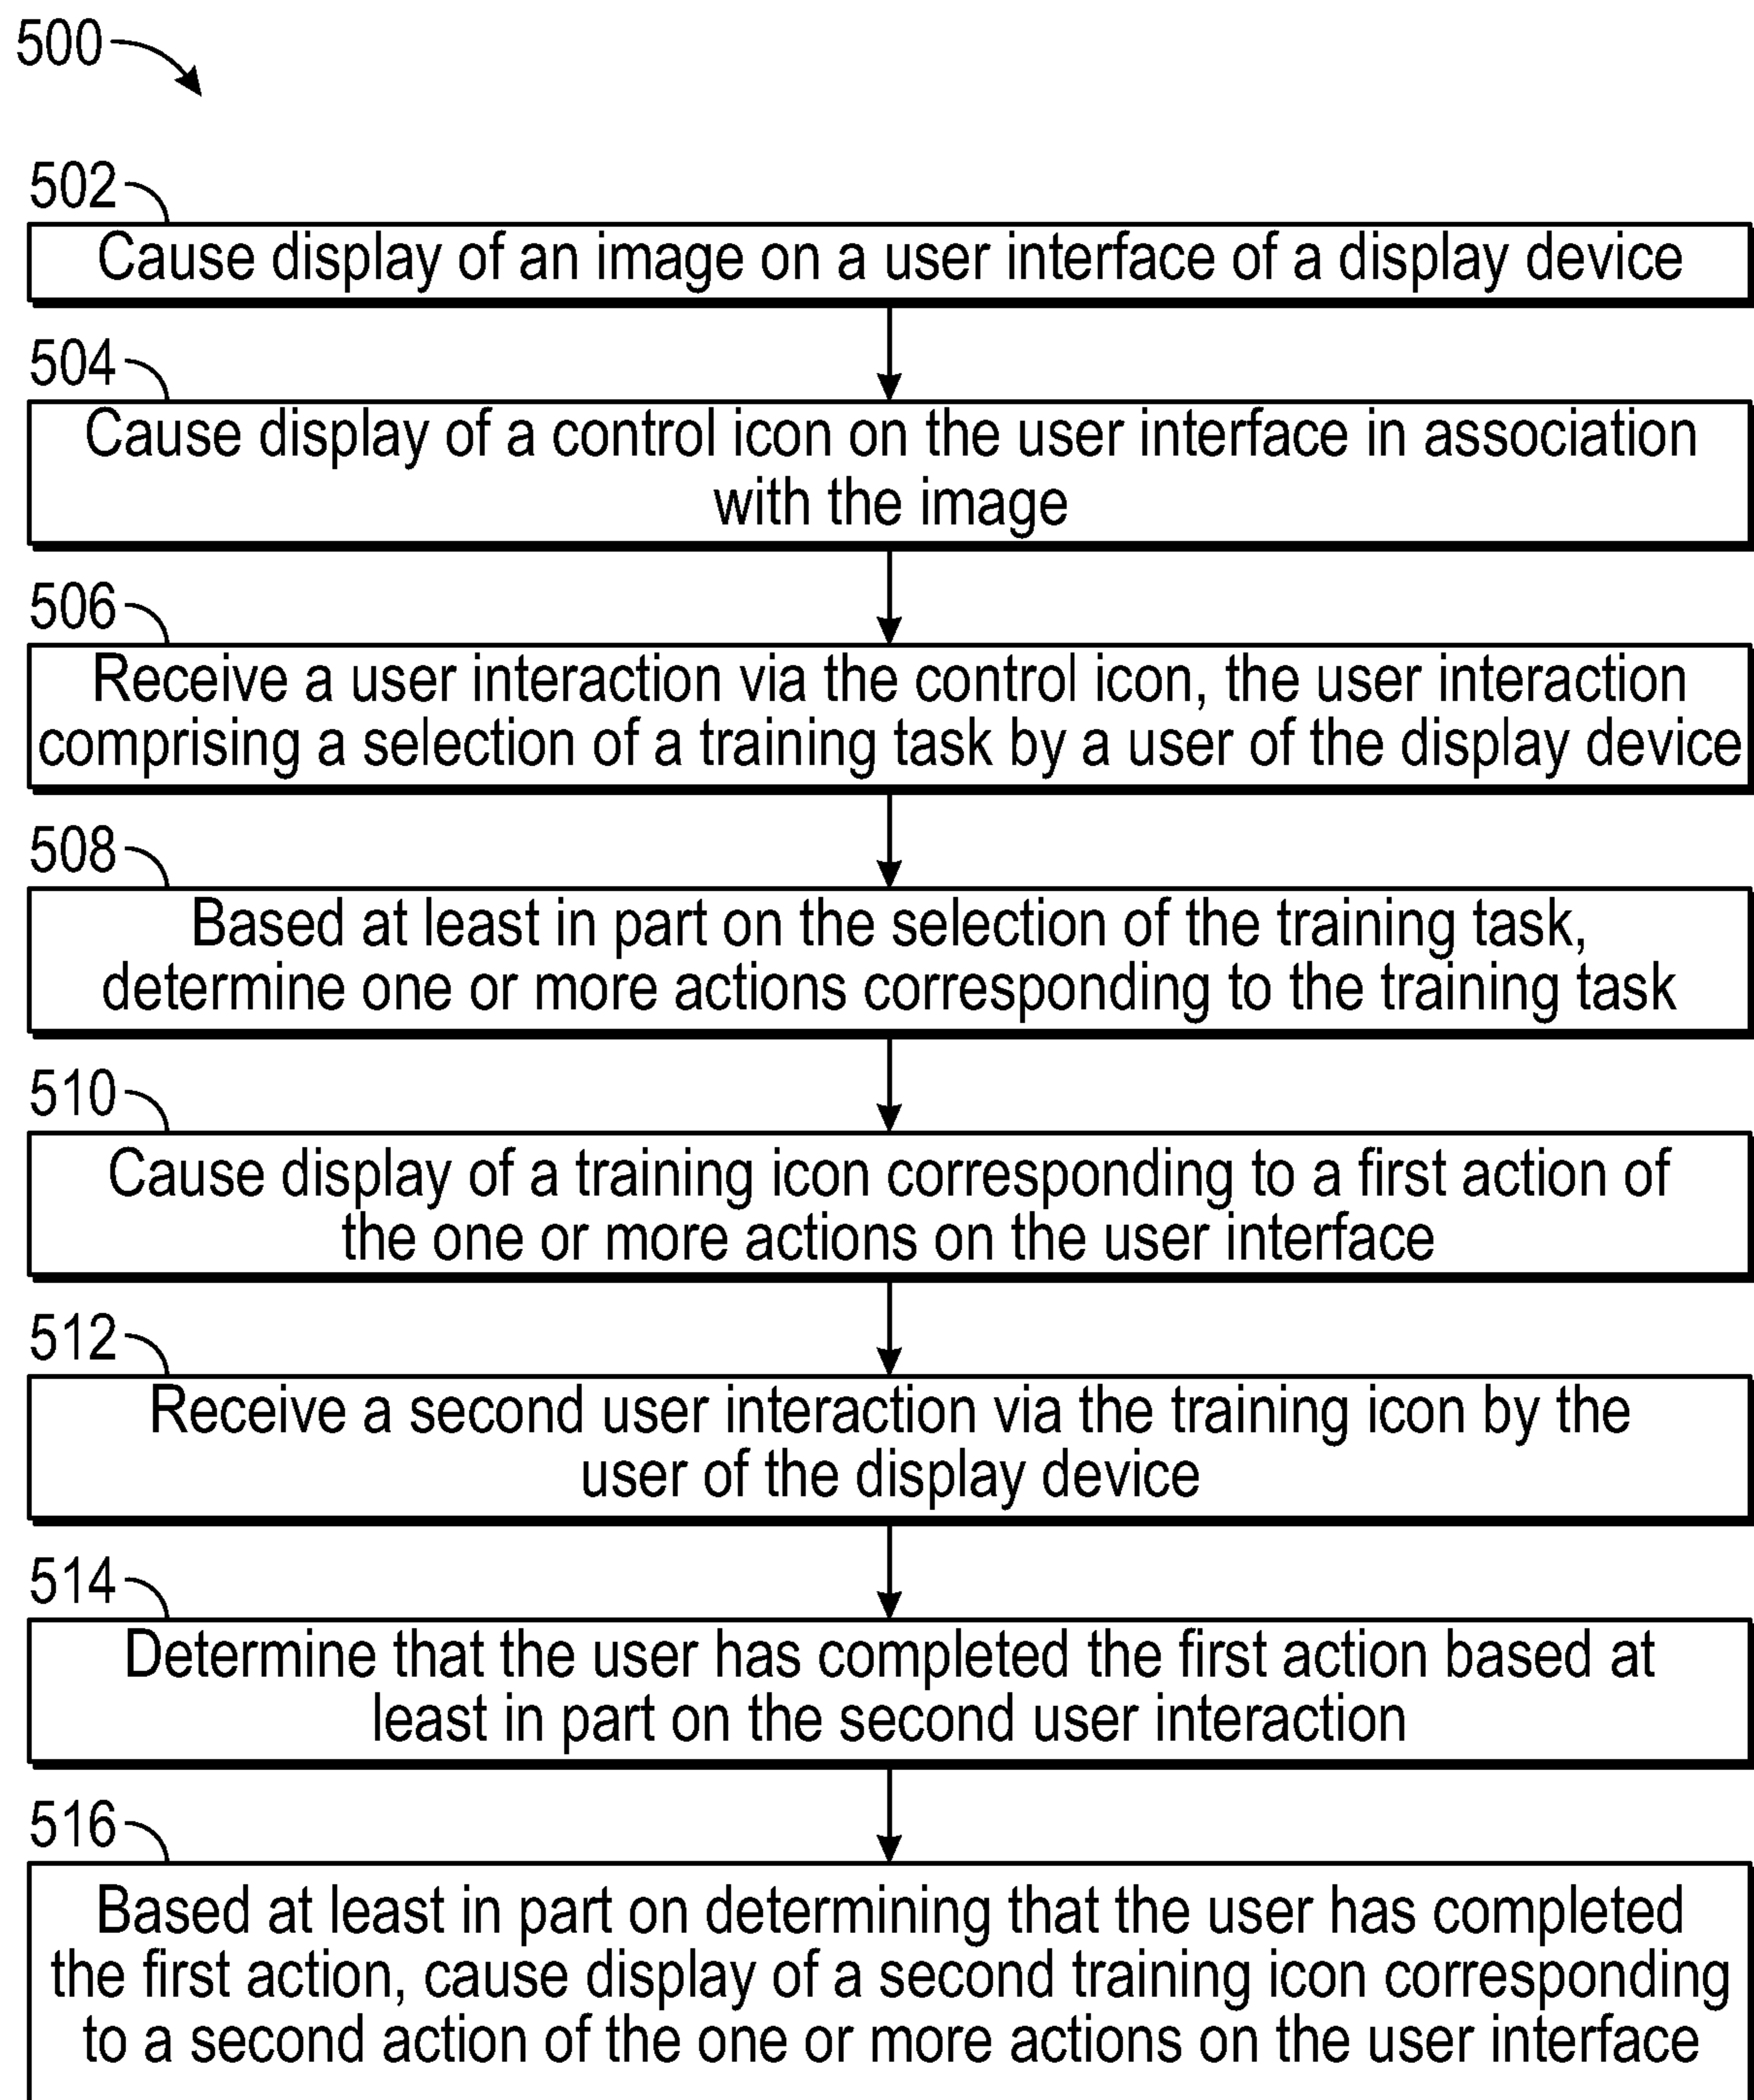 500
502
Cause display of an image on a user interface of a display device
504
Cause display of a control icon on the user interface in association
with the image
506
Receive a user interaction via the control icon, the user interaction
comprising a selection of a training task by a user of the display device
508
Based at least in part on the selection of the training task,
determine one or more actions corresponding to the training task
510
Cause display of a training icon corresponding to a first action of
the one or more actions on the user interface
512
Receive a second user interaction via the training icon by the
user of the display device
514
Determine that the user has completed the first action based at
least in part on the second user interaction
516
Based at least in part on determining that the user has completed
the first action, cause display of a second training icon corresponding
to a second action of the one or more actions on the user interface